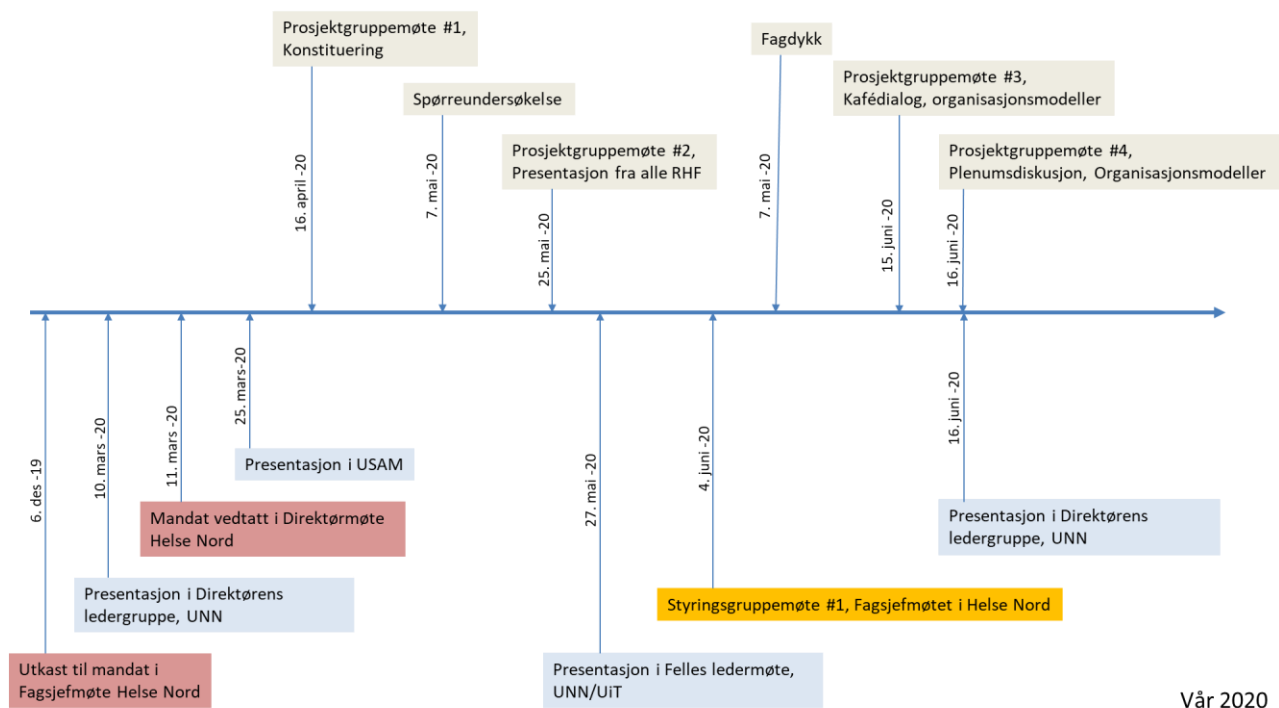 Prosjektgruppemøte #1,
Konstituering
16. april -20
Spørreundersøkelse
7. mai -20
Prosjektgruppemøte #2,
Presentasjon fra alle RHF
25. mai -20
Fagdykk
7. mai -20
Prosjektgruppemøte #3,
Kafédialog, organisasjonsmodeller
15. juni -20
Prosjektgruppemøte #4,
Plenumsdiskusjon, Organisasjonsmodeller
16. juni -20
6. des -19
Utkast til mandat i
Fagsjefmøte Helse Nord
10. mars -20
Presentasjon i Direktørens
ledergruppe, UNN
11. mars -20
Mandat vedtatt i Direktørmøte
Helse Nord
25. mars-20
Presentasjon i USAM
27. mai -20
Presentasjon i Felles ledermøte,
UNN/UiT
4. juni -20
Styringsgruppemøte #1, Fagsjefmøtet i Helse Nord
16. juni -20
Presentasjon i Direktørens
ledergruppe, UNN
Vår 2020